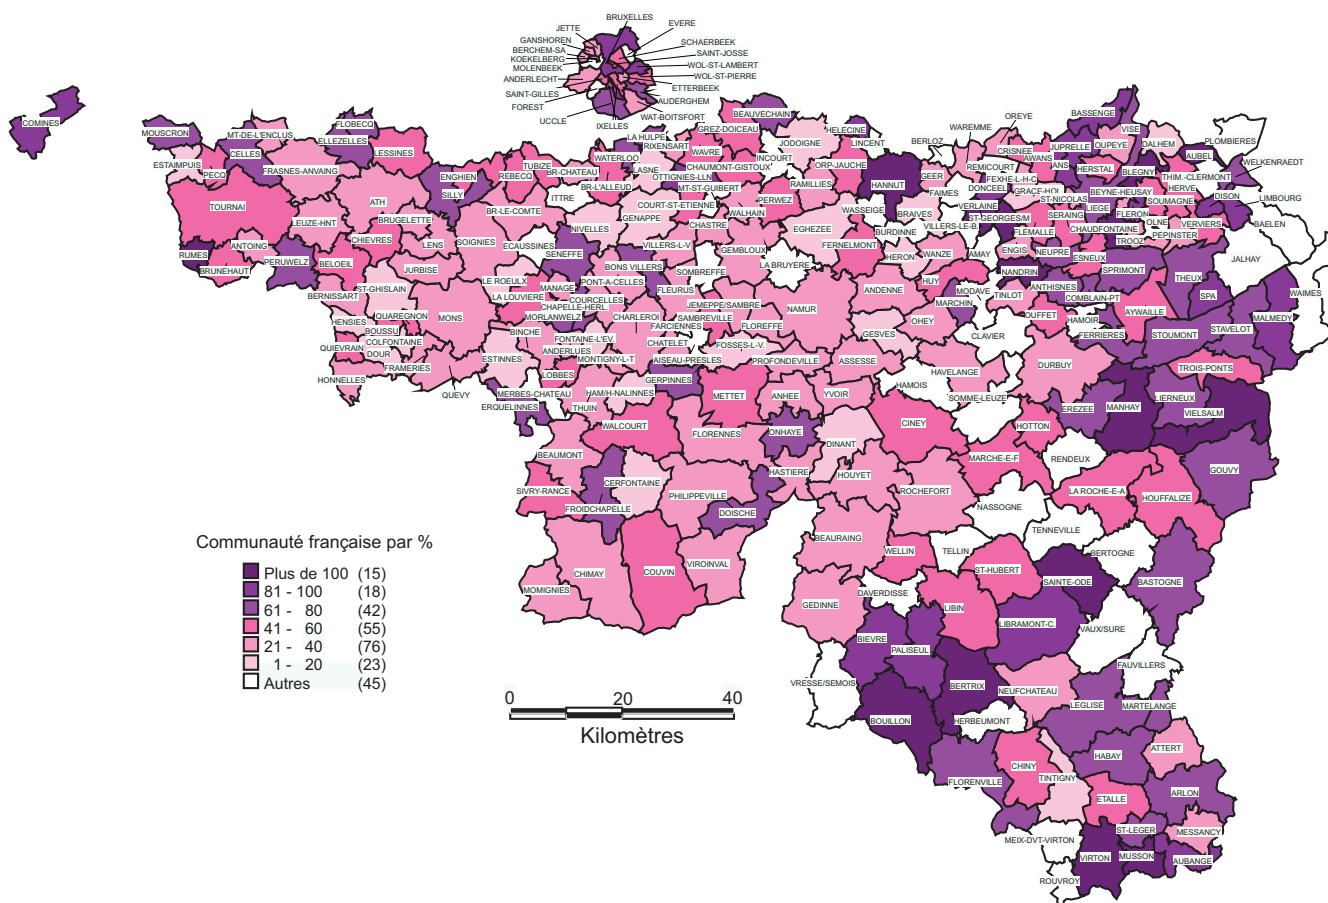 BRUXELLES
JETTE
EVERE
GANSHOREN
SCHAERBEEK
BERCHEM-SA
SAINT-JOSSE
KOEKELBERG
WOL-ST-LAMBERT
MOLENBEEK
WOL-ST-PIERRE
ANDERLECHT
ETTERBEEK
SAINT-GILLES
AUDERGHEM
FOREST
WAT-BOITSFORT
UCCLE
IXELLES
COMINES
MOUSCRON
MT-DE-L'ENCLUS
FLOBECQ
ELLEZELLES
LESSINES
ESTAIMPUIS
CELLES
PECQ
FRASNES-ANVAING
ENGHIEN
SILLY
TOURNAI
ATH
LEUZE-HNT
BRUGELETTE
CHIEVRES
LENS
ANTOING
RUMES
BRUNEHAUT
PERUWELZ
BELOEIL
JURBISE
SOIGNIES
BERNISSART
ST-GHISLAIN
HENSIES
QUAREGNON
BOUSSU
MONS
COLFONTAINE
QUIEVRAIN
DOUR
FRAMERIES
HONNELLES
QUEVY
TUBIZE
REBECQ
BR-CHATEAU
ITTRE
BR-LE-COMTE
ECAUSSINES
LE ROEULX
LA LOUVIERE
MANAGE
SENEFFE
CHAPELLE-HERL.
MORLANWELZ
BINCHE
ESTINNES
ANDERLUES
FONTAINE-L'EV.
MONTIGNY-L-T
LOBBES
MERBES-CHATEAU
ERQUELINNES
THUIN
HAM/H-NALINNES
WATERLOO
LA HULPE
RIXENSART
LASNE
OTTIGNIES-LLN
BR-L'ALLEUD
NIVELLES
GENAPPE
COURT-ST-ETIENNE
MT-ST-GUIBERT
VILLERS-L-V
CHASTRE
WALHAIN
GREZ-DOICEAU
WAVRE
CHAUMONT-GISTOUX
BEAUVECHAIN
INCOURT
JODOIGNE
HELECINE
ORP-JAUCHE
RAMILLIES
PERWEZ
LINCENT
HANNUT
WASSEIGE
BURDINNE
BRAIVES
EGHEZEE
FERNELMONT
GEMBLOUX
SOMBREFFE
LA BRUYERE
BONS VILLERS
PONT-A-CELLES
COURCELLES
FLEURUS
CHARLEROI
FARCIENNES
CHATELET
AISEAU-PRESLES
GERPINNES
JEMEPPE/SAMBRE
SAMBREVILLE
FLOREFFE
FOSSES-L-V.
PROFONDEVILLE
NAMUR
ANDENNE
GESVES
OHEY
ASSESSE
HAVELANGE
HAMOIS
SOMME-LEUZE
METTET
ANHEE
YVOIR
WALCOURT
FLORENNES
ONHAYE
DINANT
CINEY
HASTIERE
HOUYET
ROCHEFORT
BEAUMONT
CERFONTAINE
SIVRY-RANCE
FROIDCHAPELLE
PHILIPPEVILLE
DOISCHE
MOMIGNIES
CHIMAY
COUVIN
VIROINVAL
BEAURAING
GEDINNE
WELLIN
TELLIN
DAVERDISSE
LIBIN
BIEVRE
PALISEUL
VRESSE/SEMOIS
BOUILLON
BERTRIX
HERBEUMONT
BERLOZ
WAREMME
OREYE
CRISNEE
REMICOURT
FEXHE-L-H-C
AWANS
GEER
FAIMES
DONCEEL
GRACE-HOL.
VERLAINE
ST-GEORGES/M
VILLERS-LE-B.
FLEMALLE
ENGIS
WANZE
AMAY
HERON
HUY
MARCHIN
MODAVE
NANDRIN
TINLOT
CLAVIER
BASSENGE
JUPRELLE
ANS
OUPEYE
VISE
DALHEM
HERSTAL
BLEGNY
AUBEL
PLOMBIERES
WELKENRAEDT
THIM.-CLERMONT
HERVE
LIMBOURG
BAELEN
ST-NICOLAS
LIEGE
BEYNE-HEUSAY
SERAING
FLERON
SOUMAGNE
OLNE
DISON
CHAUDFONTAINE
VERVIERS
PEPINSTER
TROOZ
NEUPRE
ESNEUX
SPRIMONT
ANTHISNES
COMBLAIN-PT
THEUX
JALHAY
SPA
WAIMES
MALMEDY
OUFFET
HAMOIR
AYWAILLE
FERRIERES
STOUMONT
STAVELOT
TROIS-PONTS
LIERNEUX
VIELSALM
DURBUY
EREZEE
MANHAY
HOTTON
MARCHE-E-F
RENDEUX
GOUVY
LA ROCHE-E-A
HOUFFALIZE
NASSOGNE
TENNEVILLE
BERTOGNE
ST-HUBERT
SAINTE-ODE
BASTOGNE
LIBRAMONT-C.
VAUX/SURE
FAUVILLERS
NEUFCHATEAU
LEGLISE
MARTELANGE
FLORENVILLE
CHINY
TINTIGNY
HABAY
ATTERT
ETALLE
ARLON
MEIX-DVT-VIRTON
ST-LEGER
MESSANCY
VIRTON
MUSSON
AUBANGE
ROUVROY
Communauté française par %
Plus de 100 (15)
81 - 100 (18)
61 - 80 (42)
41 - 60 (55)
21 - 40 (76)
1 - 20 (23)
Autres (45)
0 20 40
Kilomètres